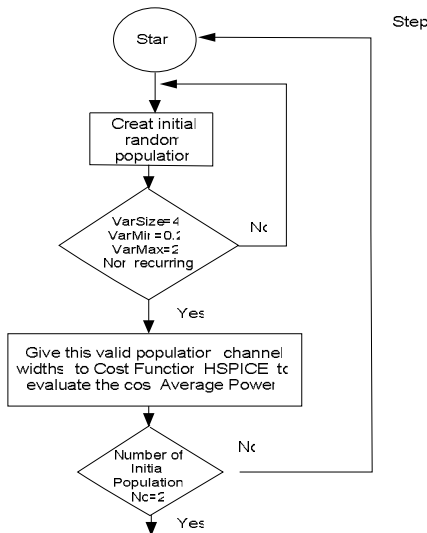 Step
Star
Creat initial
random
population
VarSize=4
VarMin=0.2
VarMax=2
Non recurring
No
Yes
Give this valid population channel
widths to Cost Function HSPICE to
evaluate the cos Average Power
Number of
Initia
Population
No=2
No
Yes